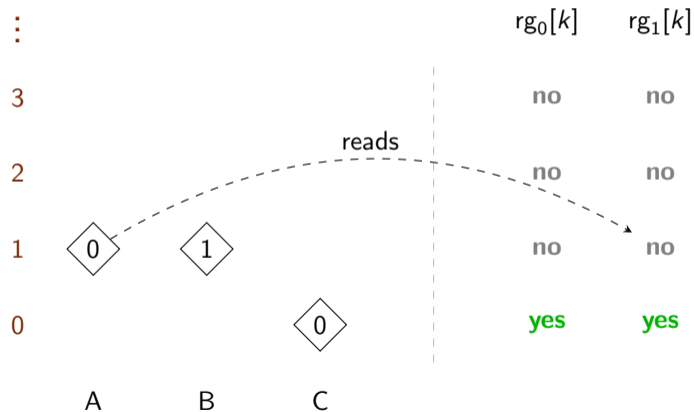 ⋮ rg₀[k] rg₁[k]
3 no no
reads
2 no no
1 0 1 no no
0 0 yes yes
A B C